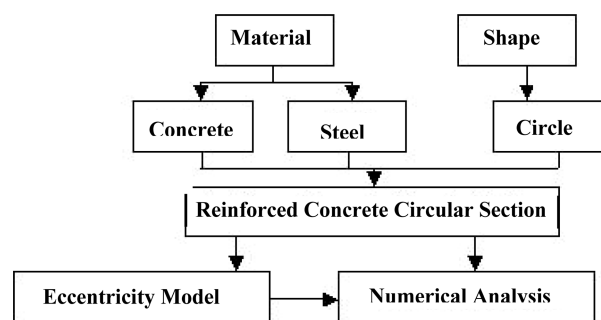 Material
Shape
Concrete
Steel
Circle
Reinforced Concrete Circular Section
Eccentricity Model
Numerical Analysis